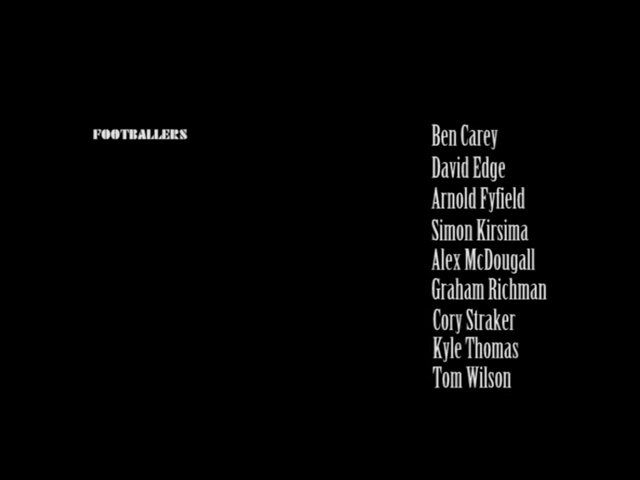 FOOTBALLERS
Ben Carey
David Edge
Arnold Fyfield
Simon Kirsima
Alex McDougall
Graham Richman
Cory Straker
Kyle Thomas
Tom Wilson